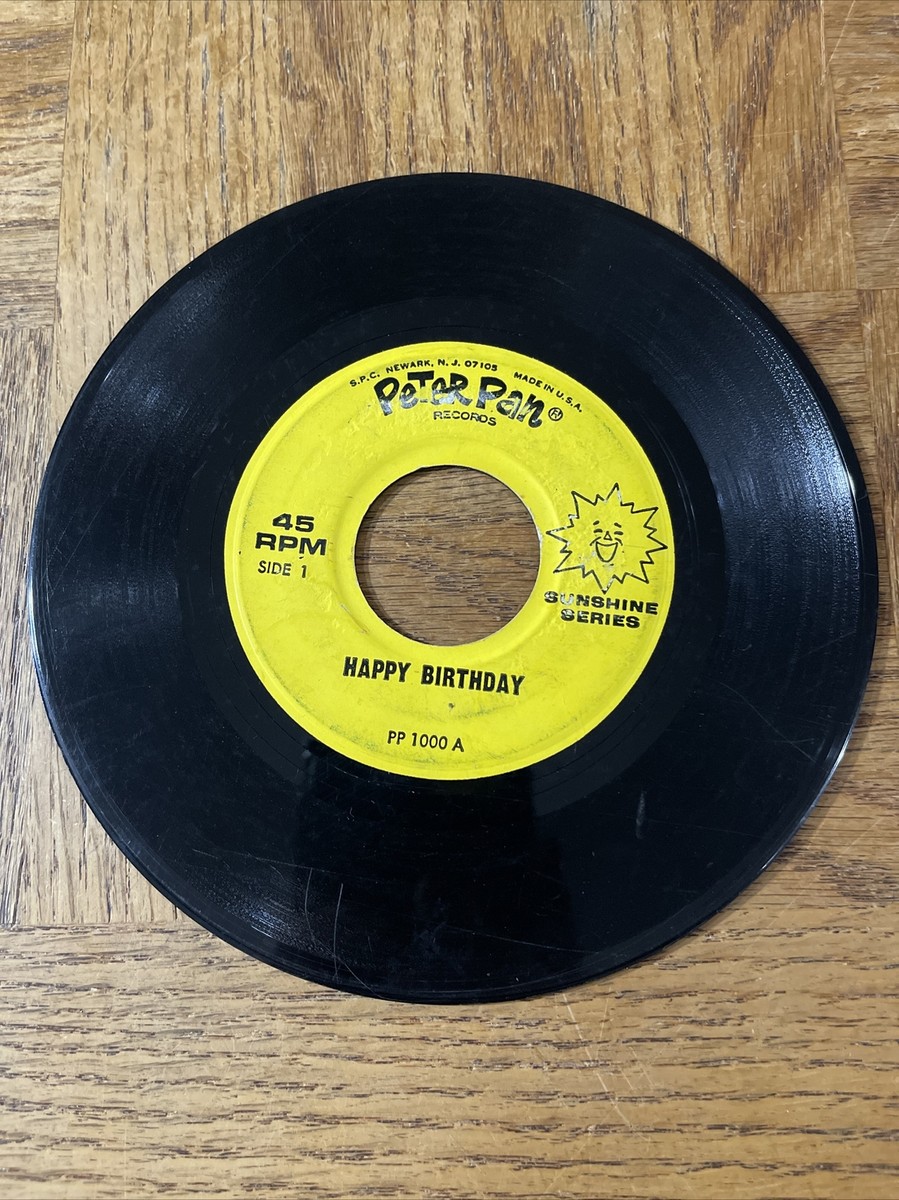 S.P.C. NEWARK, N. J. 07105 MADE IN U.S.A.
Peter Pan ®
RECORDS
45
RPM
SIDE 1
SUNSHINE
SERIES
HAPPY BIRTHDAY
PP 1000 A